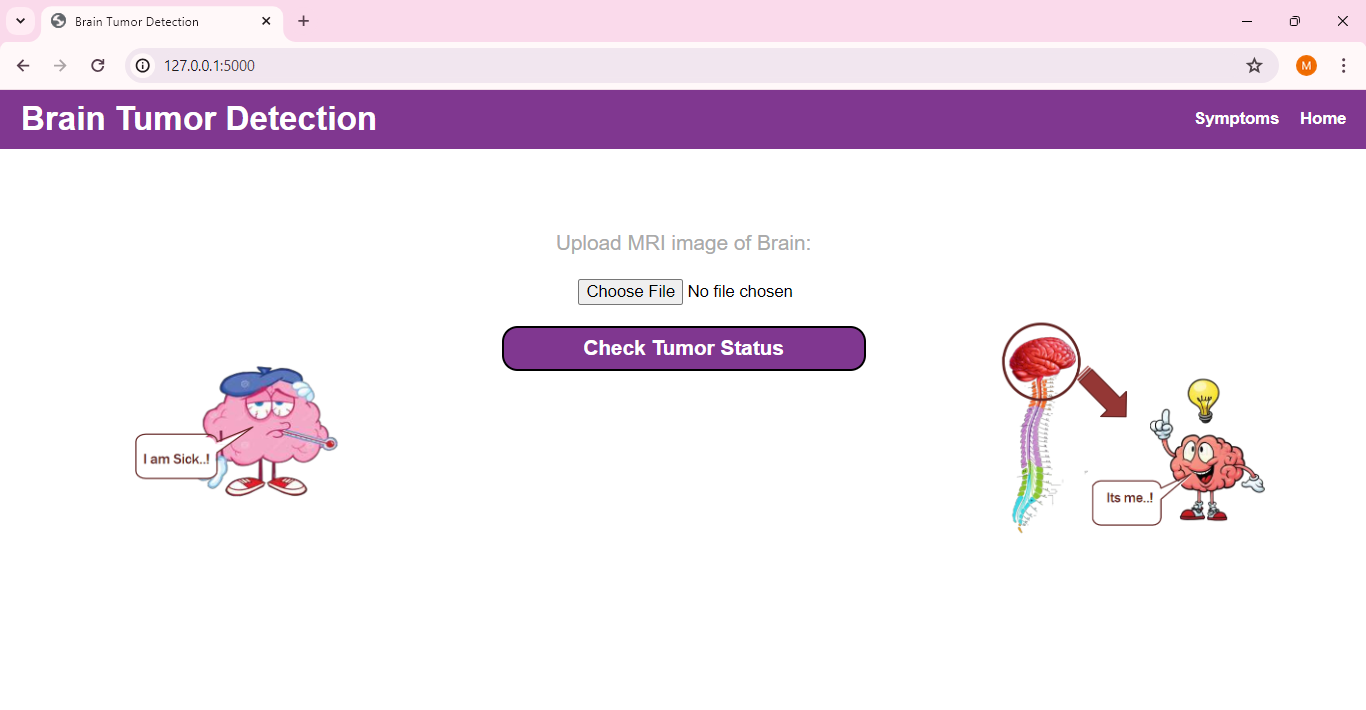 Brain Tumor Detection
127.0.0.1:5000
M
Brain Tumor Detection
Symptoms Home
Upload MRI image of Brain:
Choose File No file chosen
Check Tumor Status
I am Sick..!
Its me..!